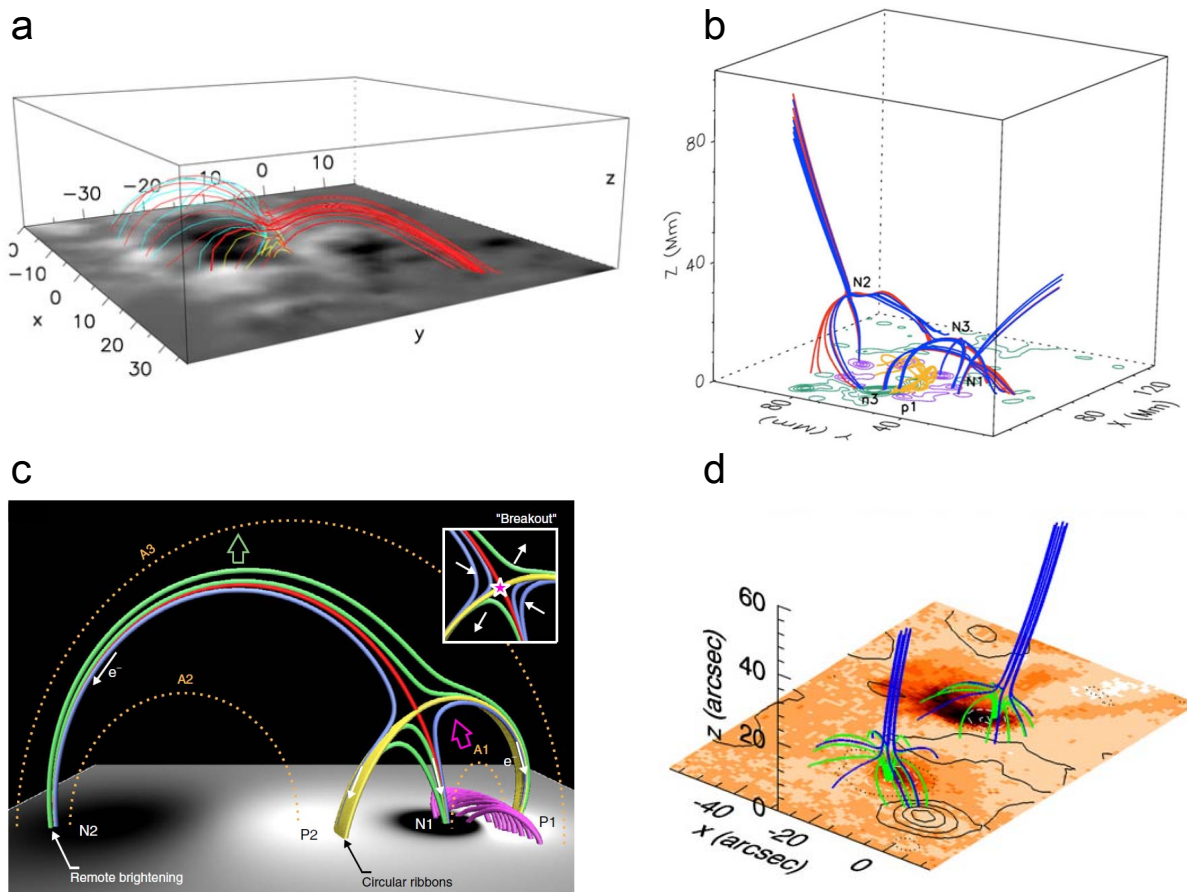 a
−30
−20
−10
0
10
z
0
−10
0
10
20
30
x
y
b
80
40
0
Z (Mm)
N2
N3
N1
n3
p1
80
40
Y (Mm)
80
120
X (Mm)
c
"Breakout"
A3
e⁻
A2
A1
e⁻
N2
P2
N1
P1
Remote brightening
Circular ribbons
d
60
40
20
0
z (arcsec)
-40
-20
0
x (arcsec)